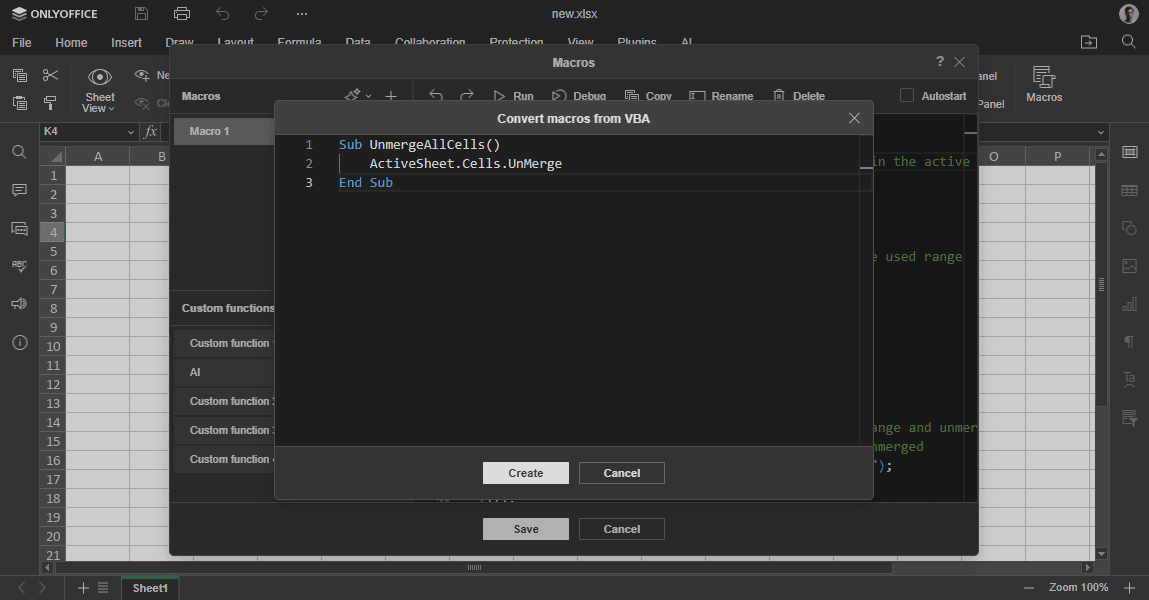 ONLYOFFICE
new.xlsx
File Home Insert Draw Layout Formula Data Collaboration Protection View Plugins AI
Macros ?
Sheet View
Macros
Macros Run Debug Copy Rename Delete Autostart
K4 fx
Macro 1
Convert macros from VBA
1 Sub UnmergeAllCells()
2 ActiveSheet.Cells.UnMerge
3 End Sub
in the active
used range
and unmer
);
A B O P
1
2
3
4
5
6
7
8
9
10
11
12
13
14
15
16
17
18
19
20
21
Custom functions
Custom function
AI
Custom function
Custom function
Custom function
Create Cancel
Save Cancel
Sheet1
Zoom 100%